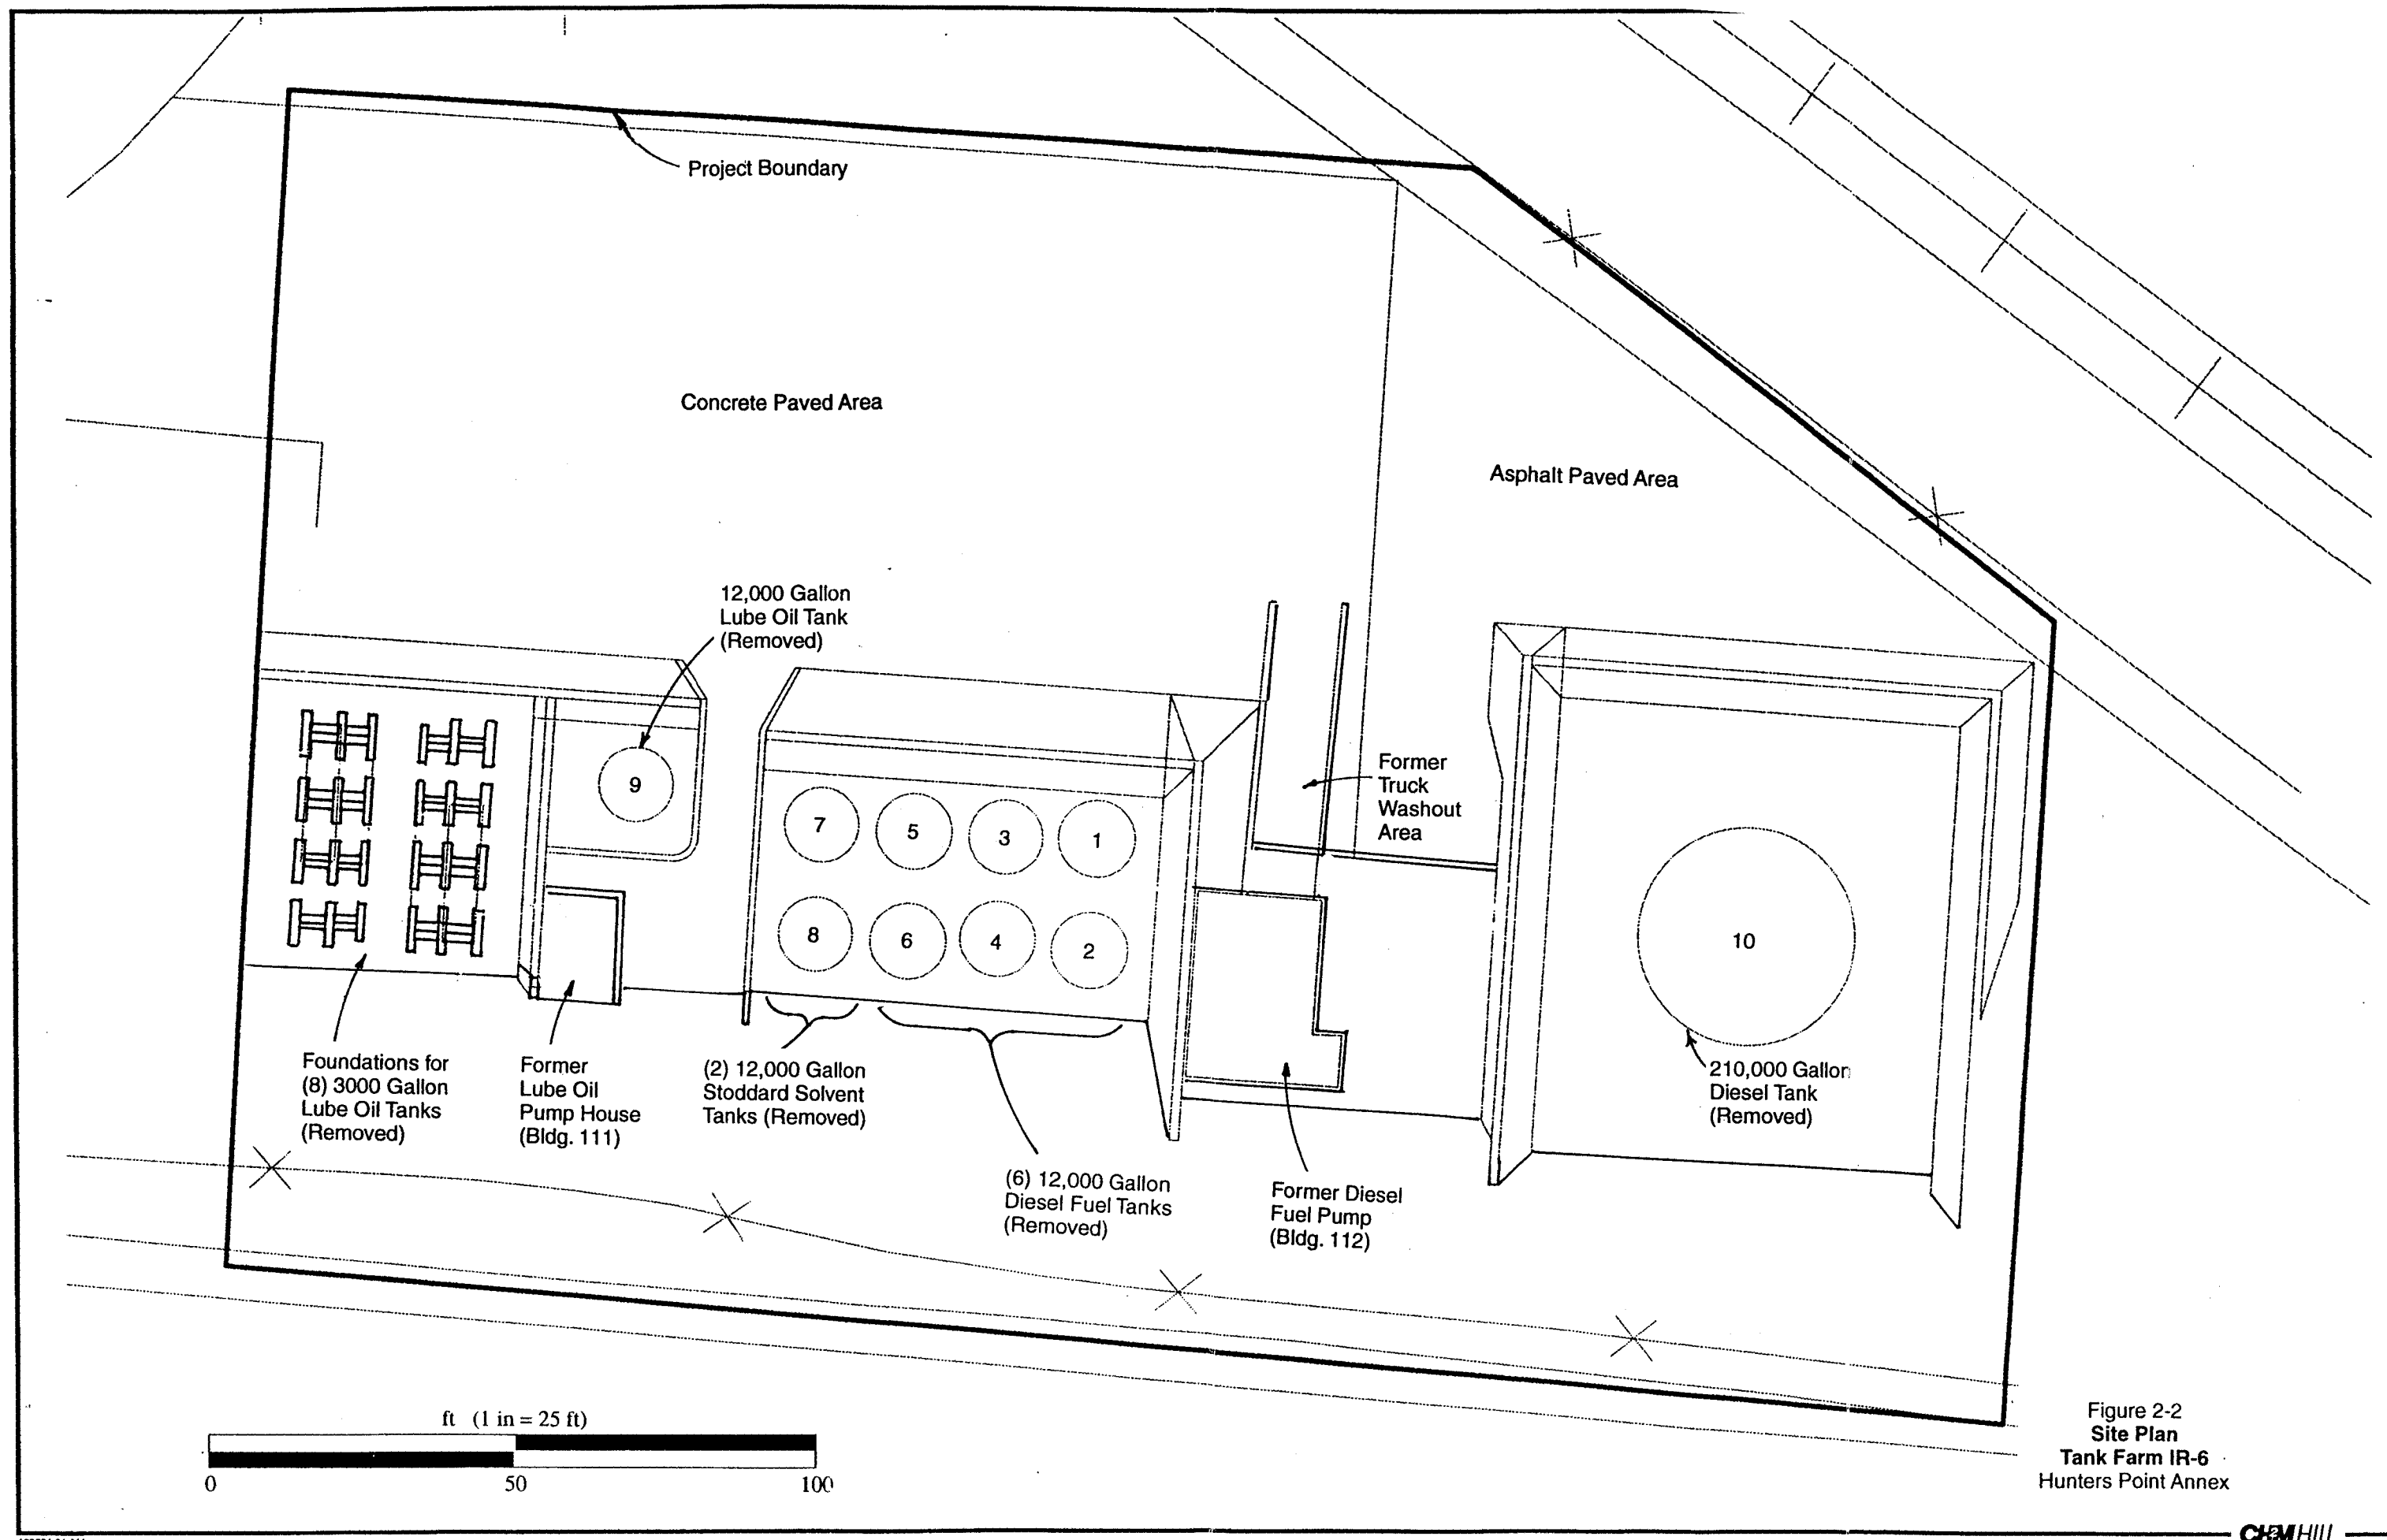 Project Boundary
Concrete Paved Area
Asphalt Paved Area
12,000 Gallon
Lube Oil Tank
(Removed)
9
7
5
3
1
8
6
4
2
Former
Truck
Washout
Area
10
Foundations for
(8) 3000 Gallon
Lube Oil Tanks
(Removed)
Former
Lube Oil
Pump House
(Bldg. 111)
(2) 12,000 Gallon
Stoddard Solvent
Tanks (Removed)
(6) 12,000 Gallon
Diesel Fuel Tanks
(Removed)
Former Diesel
Fuel Pump
(Bldg. 112)
210,000 Gallon
Diesel Tank
(Removed)
ft (1 in = 25 ft)
0 50 100
Figure 2-2
Site Plan
Tank Farm IR-6
Hunters Point Annex
CH2M HILL